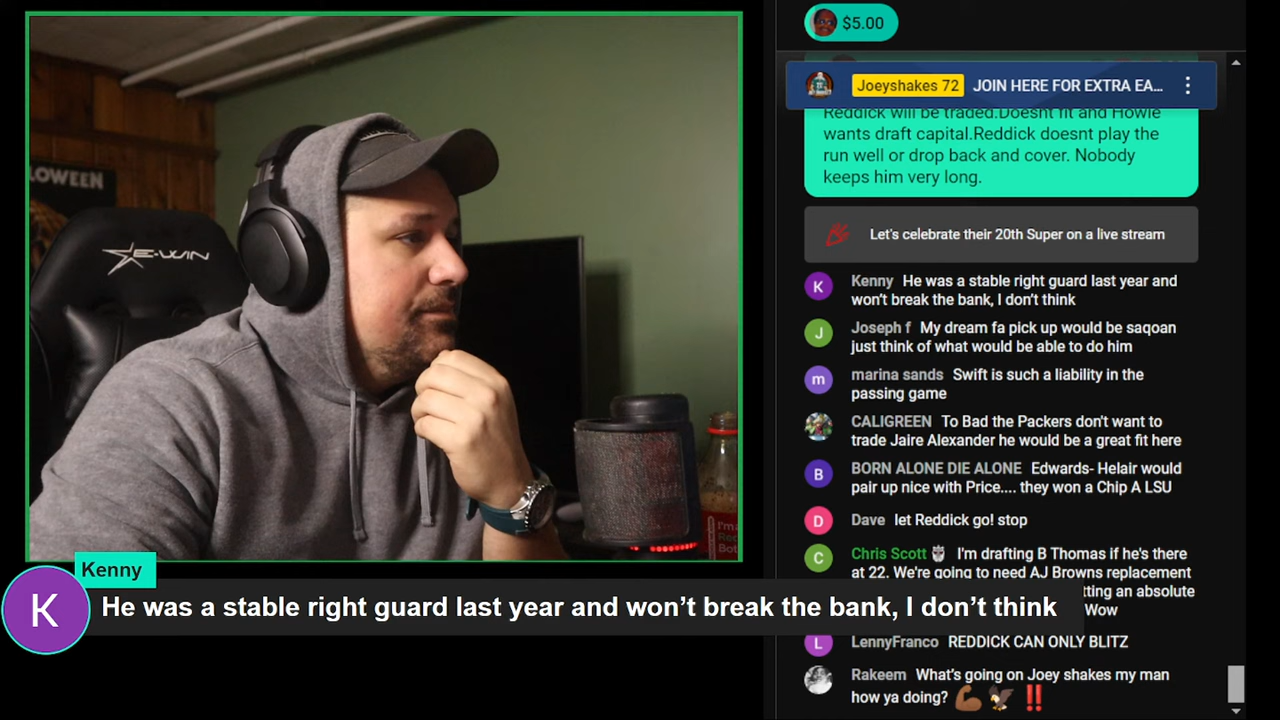 LOWEEN
E-WIN
I'm a
Rec
Bot
Kenny
K
He was a stable right guard last year and won’t break the bank, I don’t think
$5.00
Joeyshakes 72 JOIN HERE FOR EXTRA EA...
Reddick will be traded.Doesnt fit and Howie
wants draft capital.Reddick doesnt play the
run well or drop back and cover. Nobody
keeps him very long.
Let's celebrate their 20th Super on a live stream
K Kenny He was a stable right guard last year and
won’t break the bank, I don’t think
J Joseph f My dream fa pick up would be saqoan
just think of what would be able to do him
m marina sands Swift is such a liability in the
passing game
CALIGREEN To Bad the Packers don't want to
trade Jaire Alexander he would be a great fit here
B BORN ALONE DIE ALONE Edwards- Helair would
pair up nice with Price.... they won a Chip A LSU
D Dave let Reddick go! stop
C Chris Scott I'm drafting B Thomas if he's there
at 22. We're going to need AJ Browns replacement
tting an absolute
Wow
L LennyFranco REDDICK CAN ONLY BLITZ
Rakeem What’s going on Joey shakes my man
how ya doing? 💪🏾🦅‼️